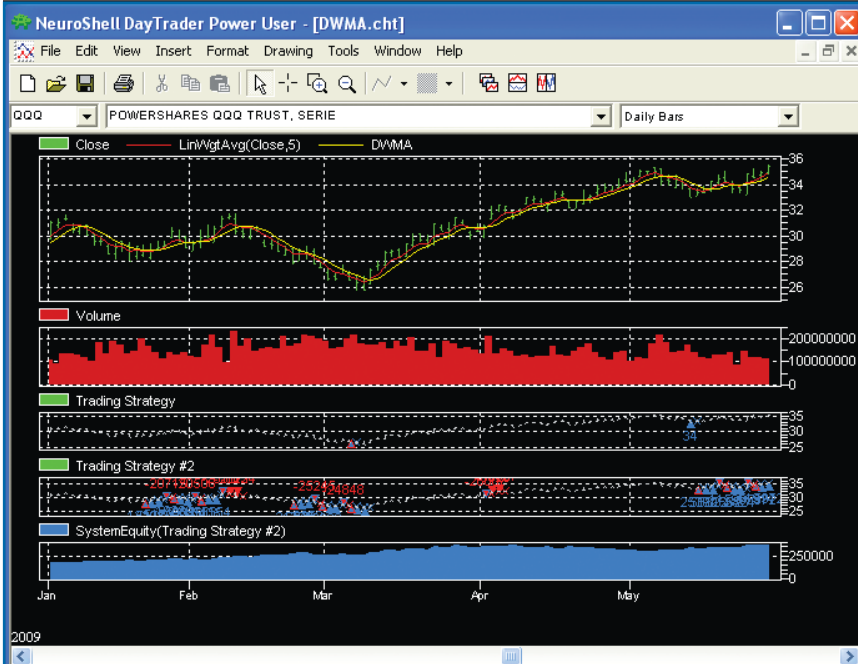 NeuroShell DayTrader Power User - [DWMA.cht]
File Edit View Insert Format Drawing Tools Window Help
QQQ POWERSHARES QQQ TRUST, SERIE Daily Bars
Close LinWgtAvg(Close,5) DWMA
36
34
32
30
28
26
Volume
200000000
100000000
0
Trading Strategy
35
30
25
34
Trading Strategy #2
35
30
25
SystemEquity(Trading Strategy #2)
250000
0
Jan Feb Mar Apr May
2009